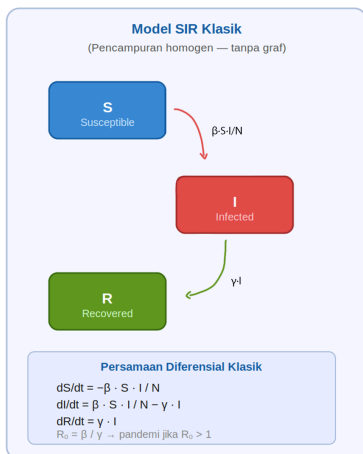 Model SIR Klasik
(Pencampuran homogen — tanpa graf)
S
Susceptible
β·S·I/N
I
Infected
γ·I
R
Recovered
Persamaan Diferensial Klasik
dS/dt = −β · S · I / N
dI/dt = β · S · I / N − γ · I
dR/dt = γ · I
R₀ = β / γ → pandemi jika R₀ > 1